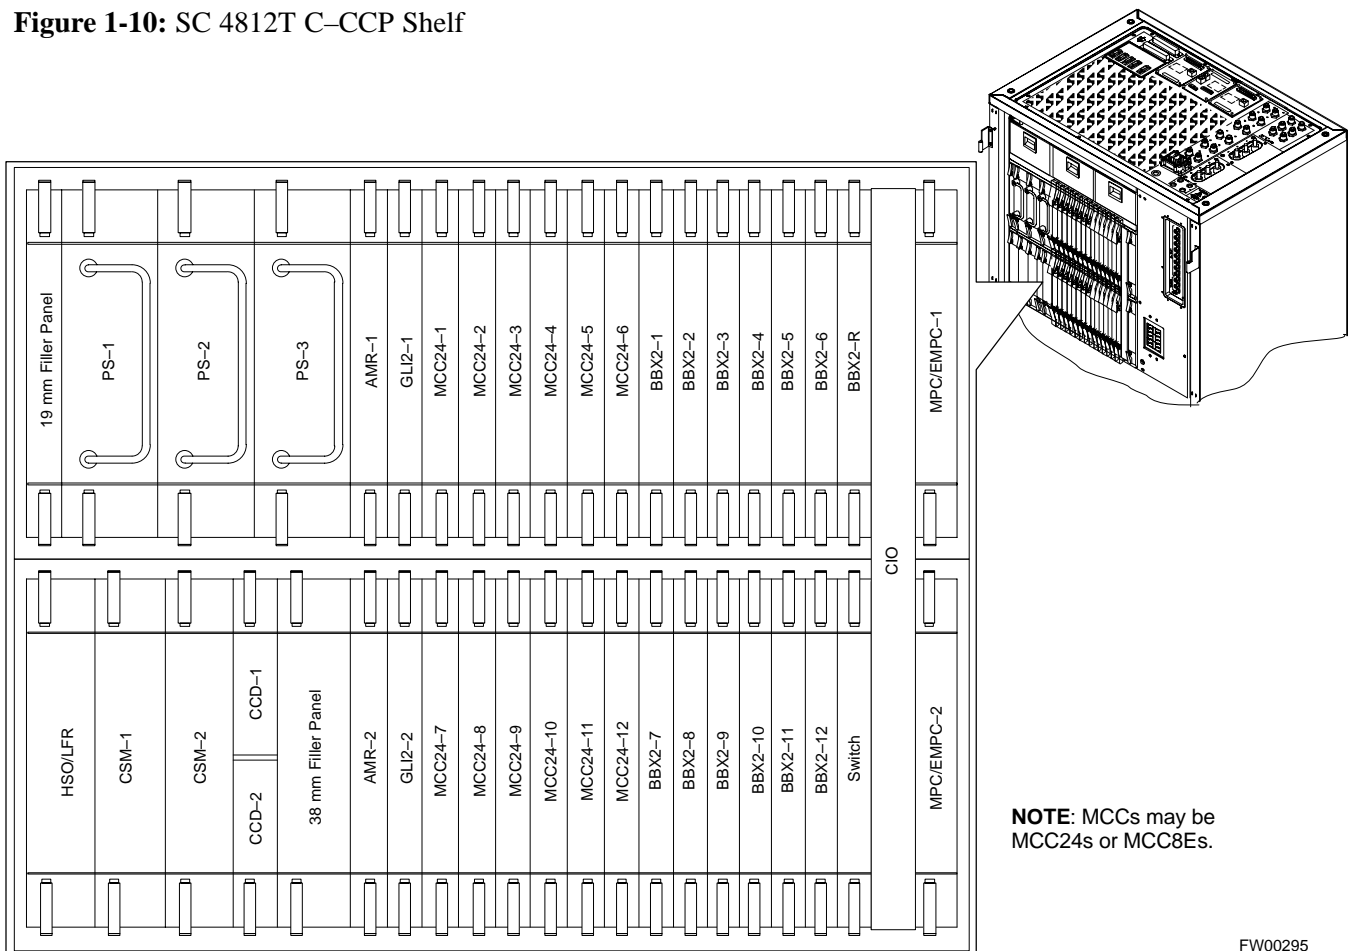 Figure 1-10: SC 4812T C–CCP Shelf
19 mm Filler Panel
PS–1
PS–2
PS–3
AMR–1
GLI2–1
MCC24–1
MCC24–2
MCC24–3
MCC24–4
MCC24–5
MCC24–6
BBX2–1
BBX2–2
BBX2–3
BBX2–4
BBX2–5
BBX2–6
BBX2–R
CIO
MPC/EMPC–1
HSO/LFR
CSM–1
CSM–2
CCD–1
CCD–2
38 mm Filler Panel
AMR–2
GLI2–2
MCC24–7
MCC24–8
MCC24–9
MCC24–10
MCC24–11
MCC24–12
BBX2–7
BBX2–8
BBX2–9
BBX2–10
BBX2–11
BBX2–12
Switch
MPC/EMPC–2
NOTE: MCCs may be
MCC24s or MCC8Es.
FW00295